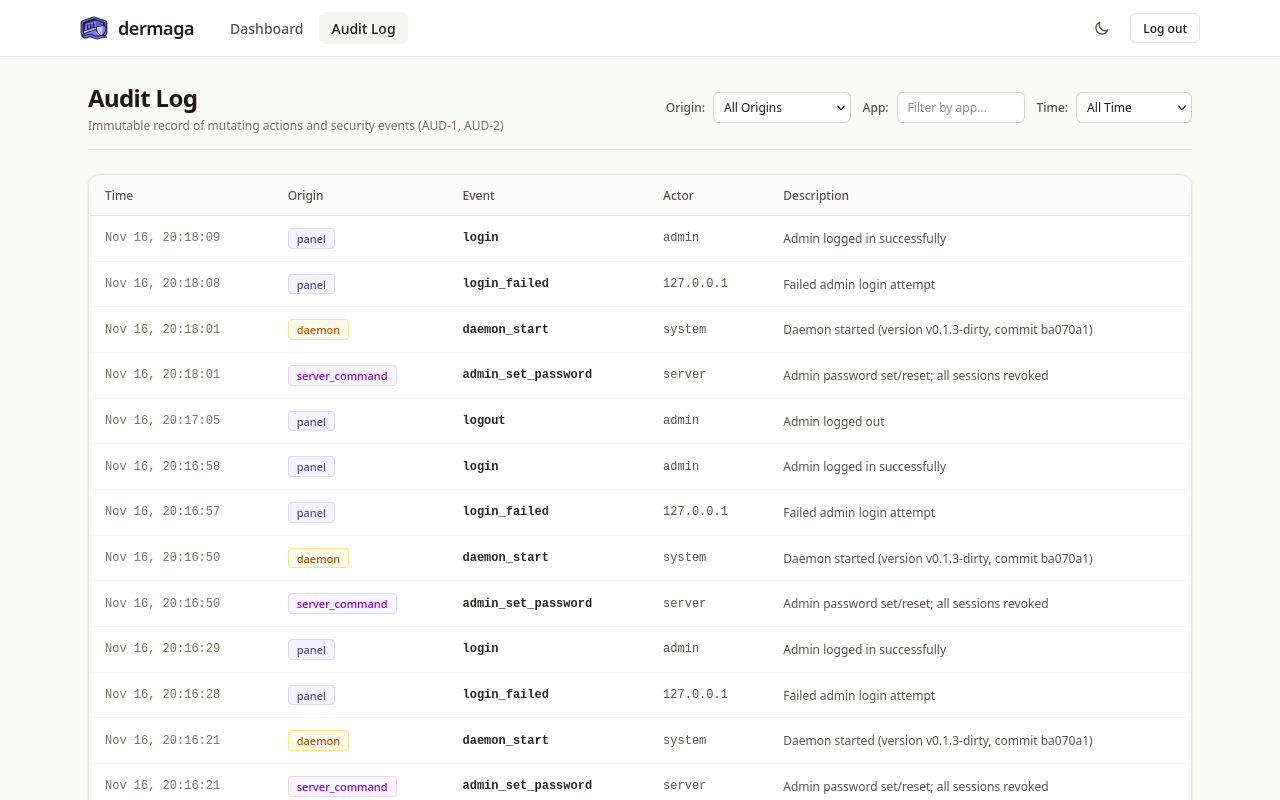 dermaga Dashboard Audit Log Log out
Audit Log
Origin: All Origins App: Filter by app... Time: All Time
Immutable record of mutating actions and security events (AUD-1, AUD-2)
Time Origin Event Actor Description
Nov 16, 20:18:09 panel login admin Admin logged in successfully
Nov 16, 20:18:08 panel login_failed 127.0.0.1 Failed admin login attempt
Nov 16, 20:18:01 daemon daemon_start system Daemon started (version v0.1.3-dirty, commit ba070a1)
Nov 16, 20:18:01 server_command admin_set_password server Admin password set/reset; all sessions revoked
Nov 16, 20:17:05 panel logout admin Admin logged out
Nov 16, 20:16:58 panel login admin Admin logged in successfully
Nov 16, 20:16:57 panel login_failed 127.0.0.1 Failed admin login attempt
Nov 16, 20:16:50 daemon daemon_start system Daemon started (version v0.1.3-dirty, commit ba070a1)
Nov 16, 20:16:50 server_command admin_set_password server Admin password set/reset; all sessions revoked
Nov 16, 20:16:29 panel login admin Admin logged in successfully
Nov 16, 20:16:28 panel login_failed 127.0.0.1 Failed admin login attempt
Nov 16, 20:16:21 daemon daemon_start system Daemon started (version v0.1.3-dirty, commit ba070a1)
Nov 16, 20:16:21 server_command admin_set_password server Admin password set/reset; all sessions revoked